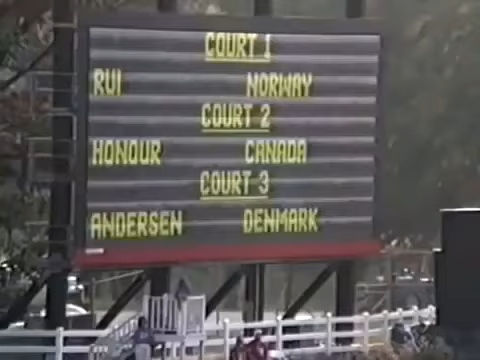 COURT 1
RUI NORWAY
COURT 2
HONOUR CANADA
COURT 3
ANDERSEN DENMARK